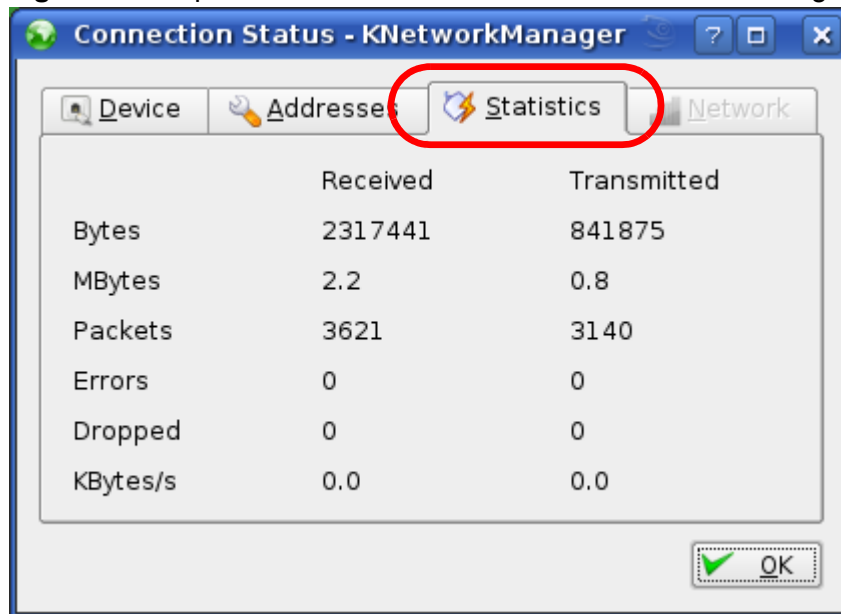 Connection Status - KNetworkManager ?
Device Addresses Statistics Network
Received Transmitted
Bytes 2317441 841875
MBytes 2.2 0.8
Packets 3621 3140
Errors 0 0
Dropped 0 0
KBytes/s 0.0 0.0
OK